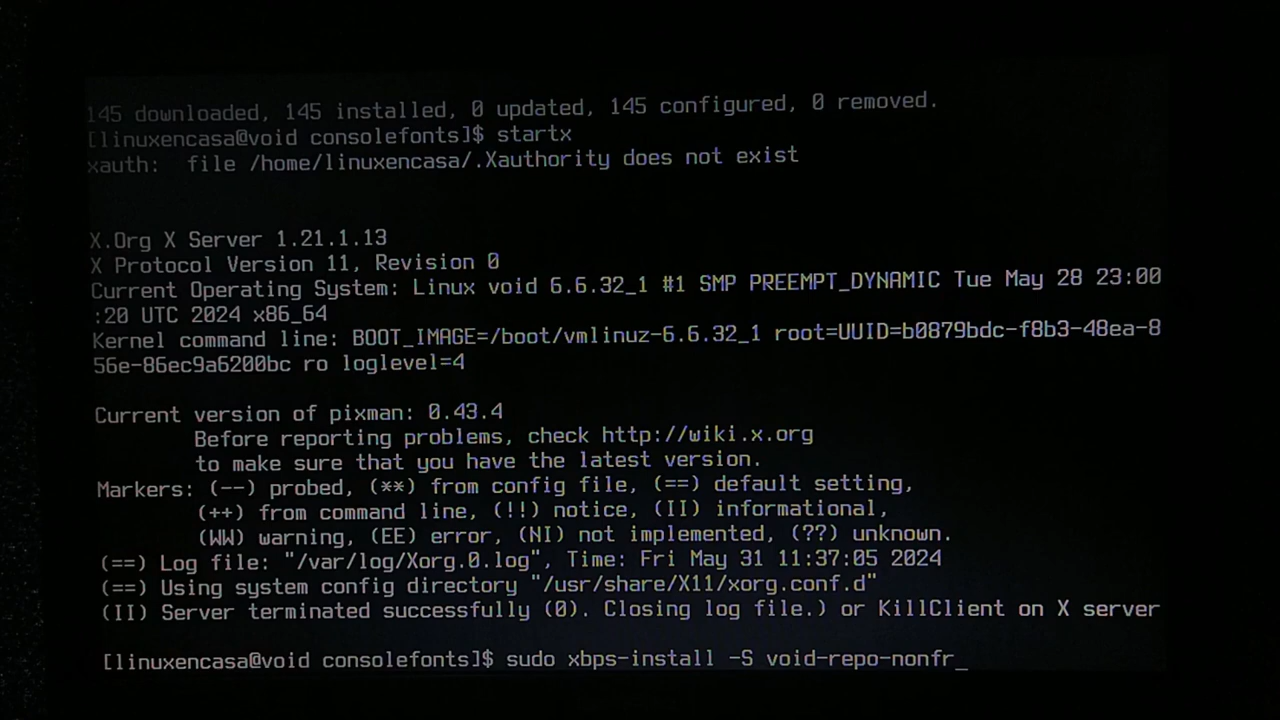 145 downloaded, 145 installed, 0 updated, 145 configured, 0 removed.
[linuxencasa@void consolefonts]$ startx
xauth:  file /home/linuxencasa/.Xauthority does not exist
X.Org X Server 1.21.1.13
X Protocol Version 11, Revision 0
Current Operating System: Linux void 6.6.32_1 #1 SMP PREEMPT_DYNAMIC Tue May 28 23:00
:20 UTC 2024 x86_64
Kernel command line: BOOT_IMAGE=/boot/vmlinuz-6.6.32_1 root=UUID=b0879bdc-f8b3-48ea-8
56e-86ec9a6200bc ro loglevel=4
Current version of pixman: 0.43.4
Before reporting problems, check http://wiki.x.org
to make sure that you have the latest version.
Markers: (--) probed, (**) from config file, (==) default setting,
(++) from command line, (!!) notice, (II) informational,
(WW) warning, (EE) error, (NI) not implemented, (??) unknown.
(==) Log file: "/var/log/Xorg.0.log", Time: Fri May 31 11:37:05 2024
(==) Using system config directory "/usr/share/X11/xorg.conf.d"
(II) Server terminated successfully (0). Closing log file.) or KillClient on X server
[linuxencasa@void consolefonts]$ sudo xbps-install -S void-repo-nonfr_